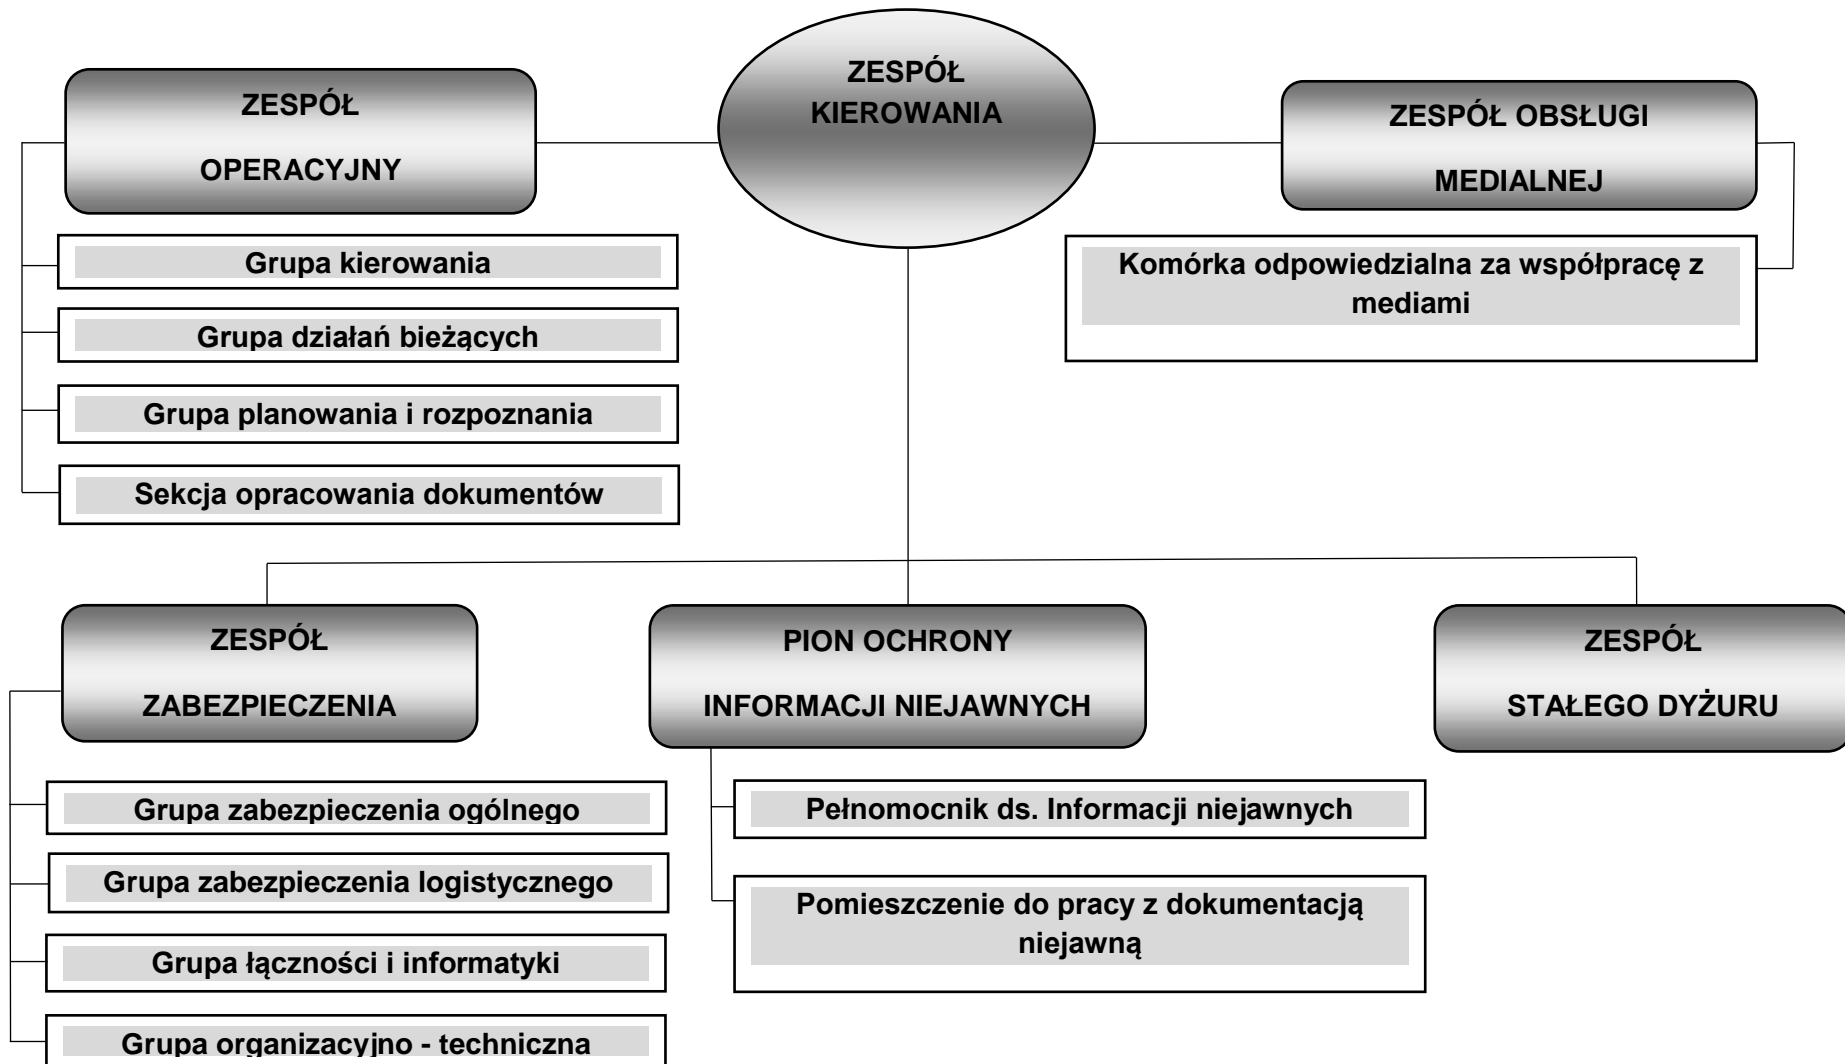 ZESPÓŁ
KIEROWANIA
ZESPÓŁ
OPERACYJNY
ZESPÓŁ OBSŁUGI
MEDIALNEJ
Grupa kierowania
Grupa działań bieżących
Grupa planowania i rozpoznania
Sekcja opracowania dokumentów
Komórka odpowiedzialna za współpracę z
mediami
ZESPÓŁ
ZABEZPIECZENIA
PION OCHRONY
INFORMACJI NIEJAWNYCH
ZESPÓŁ
STAŁEGO DYŻURU
Grupa zabezpieczenia ogólnego
Grupa zabezpieczenia logistycznego
Grupa łączności i informatyki
Grupa organizacyjno - techniczna
Pełnomocnik ds. Informacji niejawnych
Pomieszczenie do pracy z dokumentacją
niejawną